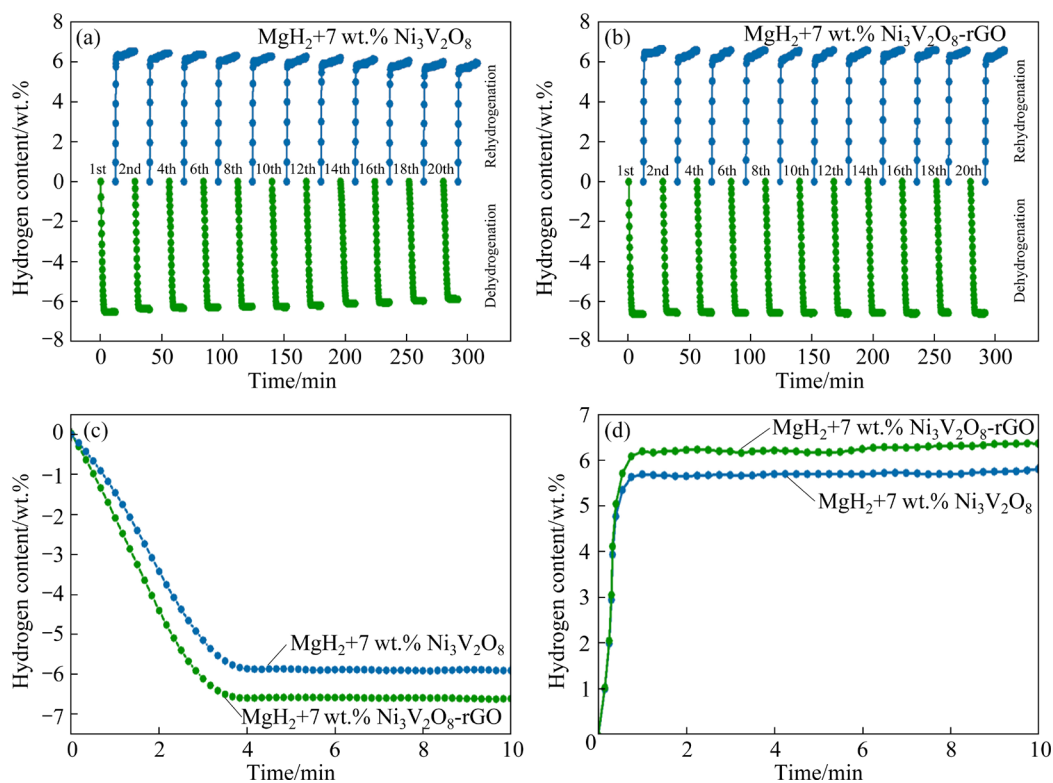 (a)
MgH₂+7 wt.% Ni₃V₂O₈
Hydrogen content/wt.%
8
6
4
2
0
−2
−4
−6
−8
1st 2nd 4th 6th 8th 10th 12th 14th 16th 18th 20th
Rehydrogenation
Dehydrogenation
0 50 100 150 200 250 300
Time/min
(b)
MgH₂+7 wt.% Ni₃V₂O₈-rGO
Hydrogen content/wt.%
8
6
4
2
0
−2
−4
−6
−8
1st 2nd 4th 6th 8th 10th 12th 14th 16th 18th 20th
Rehydrogenation
Dehydrogenation
0 50 100 150 200 250 300
Time/min
(c)
Hydrogen content/wt.%
0
−1
−2
−3
−4
−5
−6
−7
MgH₂+7 wt.% Ni₃V₂O₈
MgH₂+7 wt.% Ni₃V₂O₈-rGO
0 2 4 6 8 10
Time/min
(d)
Hydrogen content/wt.%
7
6
5
4
3
2
1
0
MgH₂+7 wt.% Ni₃V₂O₈-rGO
MgH₂+7 wt.% Ni₃V₂O₈
2 4 6 8 10
Time/min